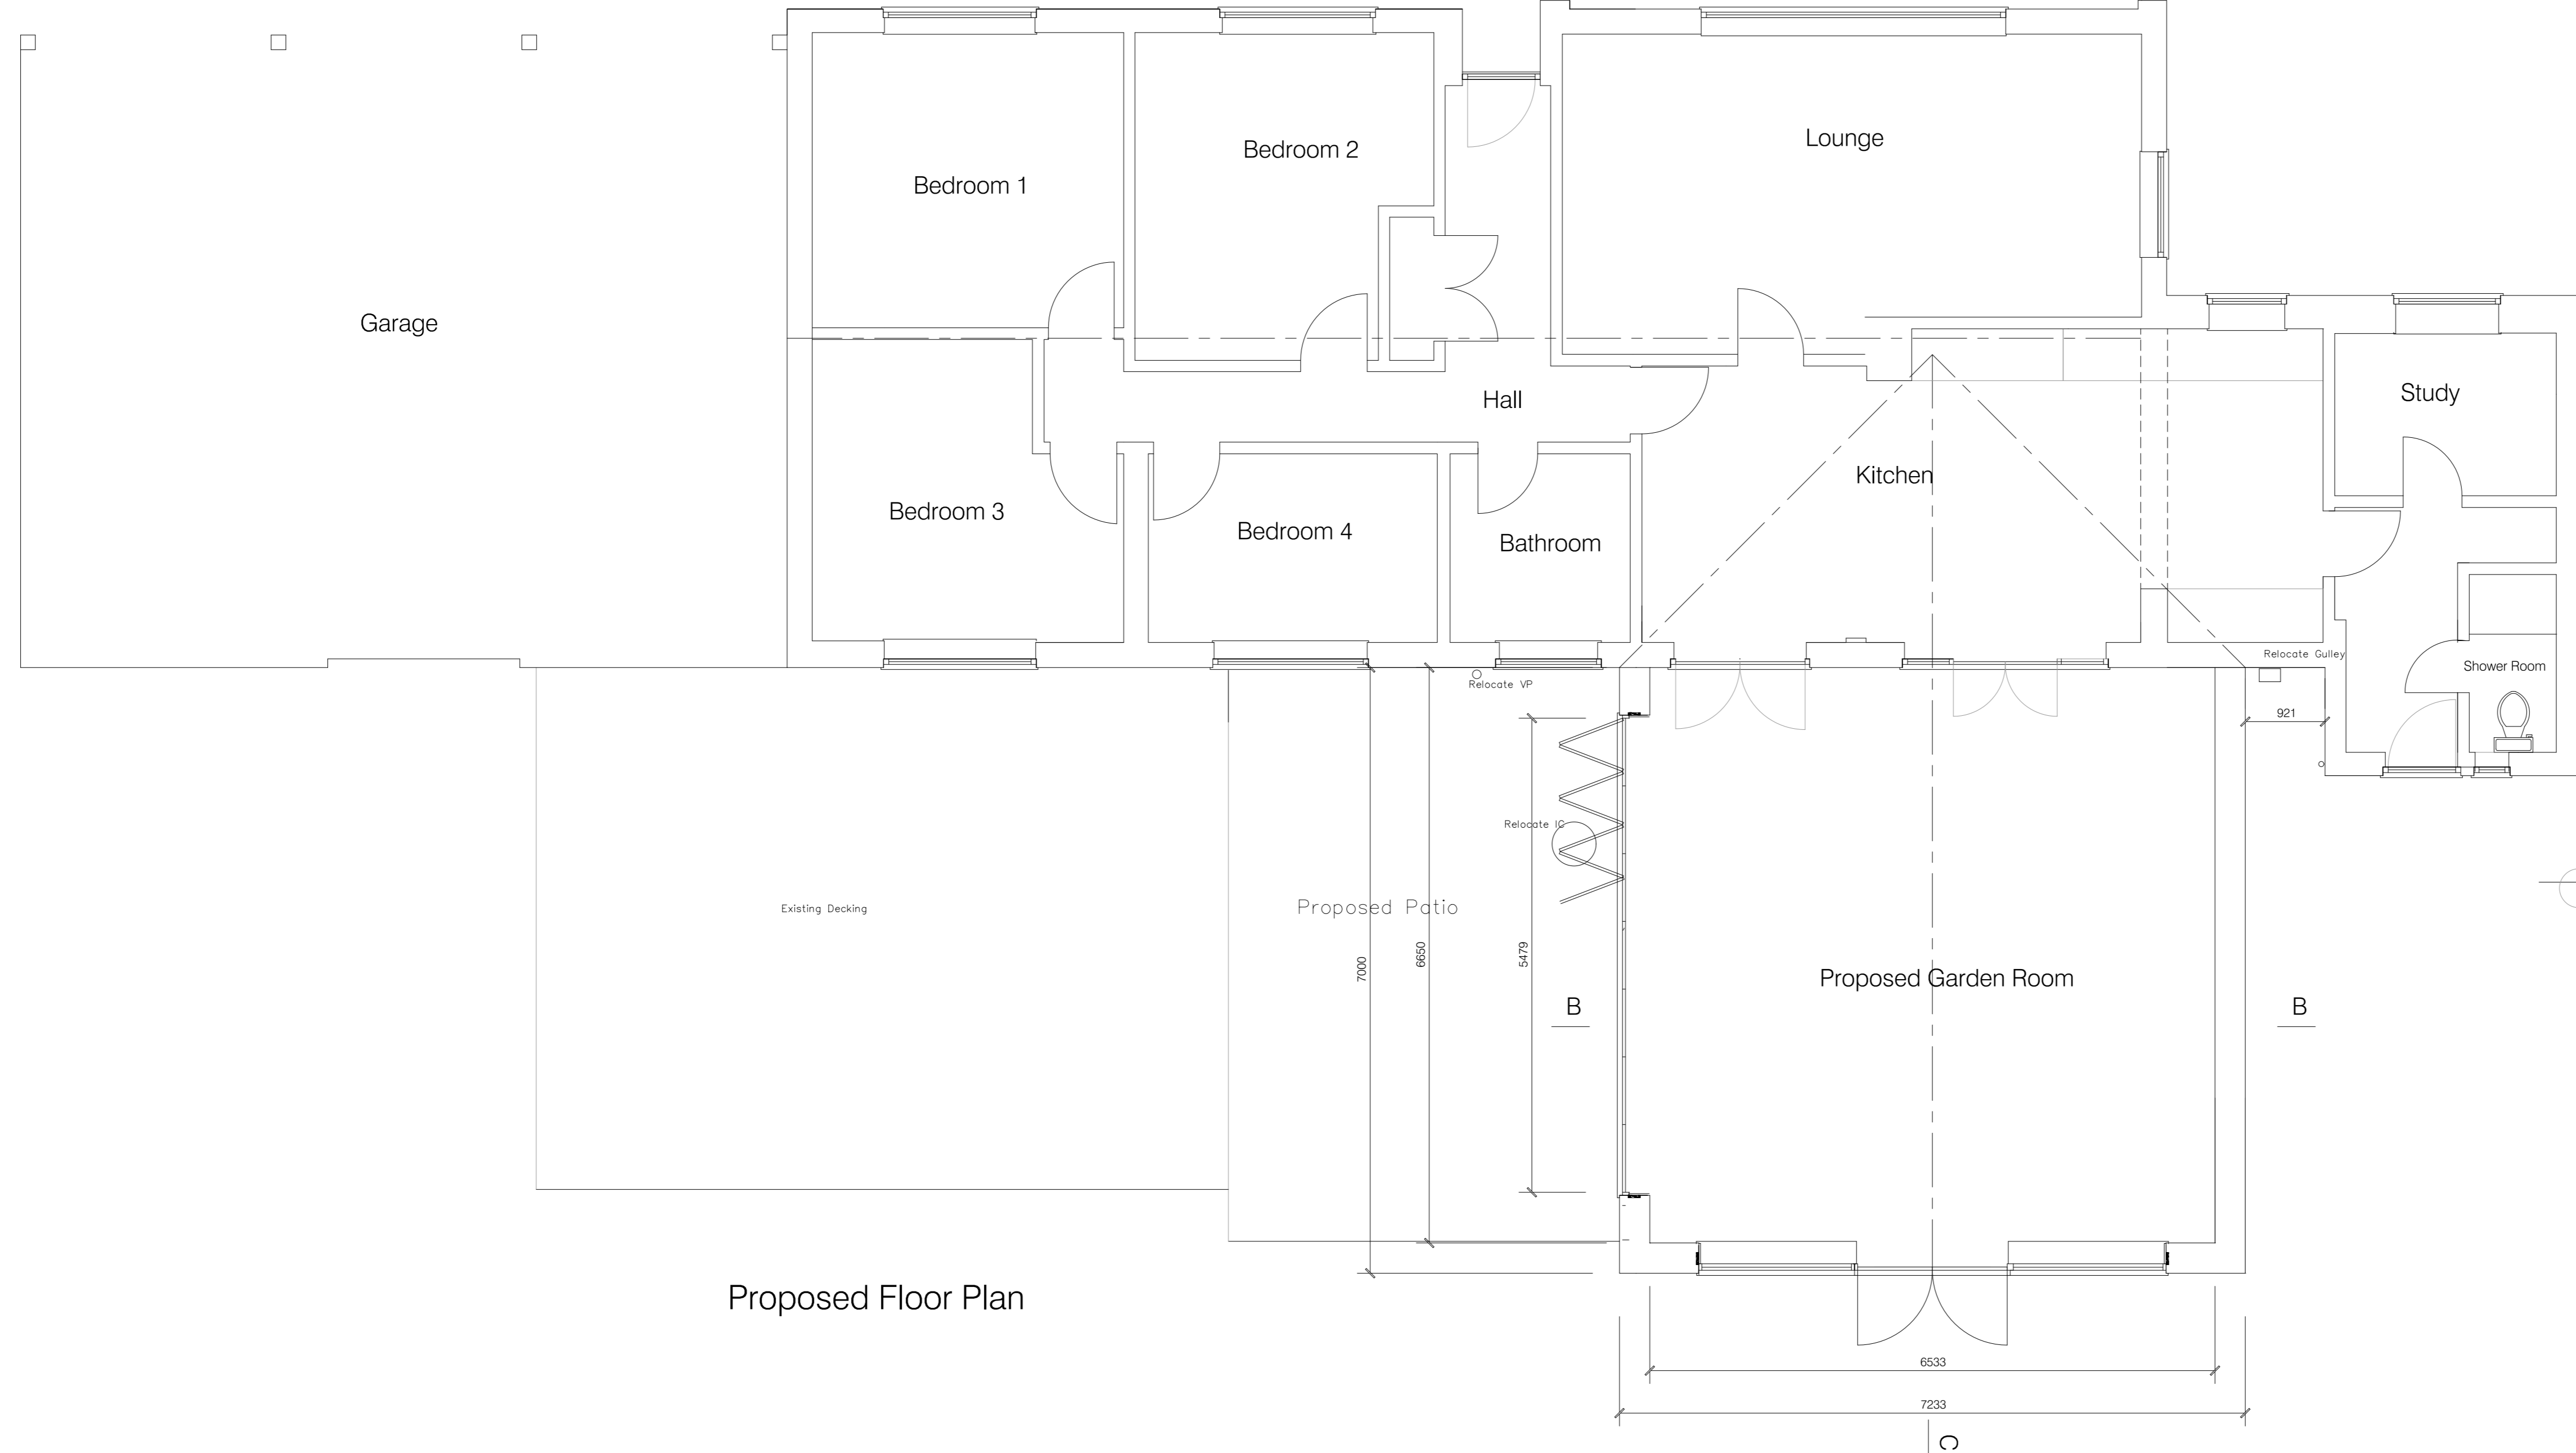 Lounge
Bedroom 2
Bedroom 1
Garage
Study
Hall
Kitchen
Bedroom 3
Bedroom 4
Bathroom
Relocate Gulley
Shower Room
Relocate VP
921
Relocate IC
Existing Decking
Proposed Patio
7000
6650
5479
Proposed Garden Room
B
B
Proposed Floor Plan
6533
7233
C